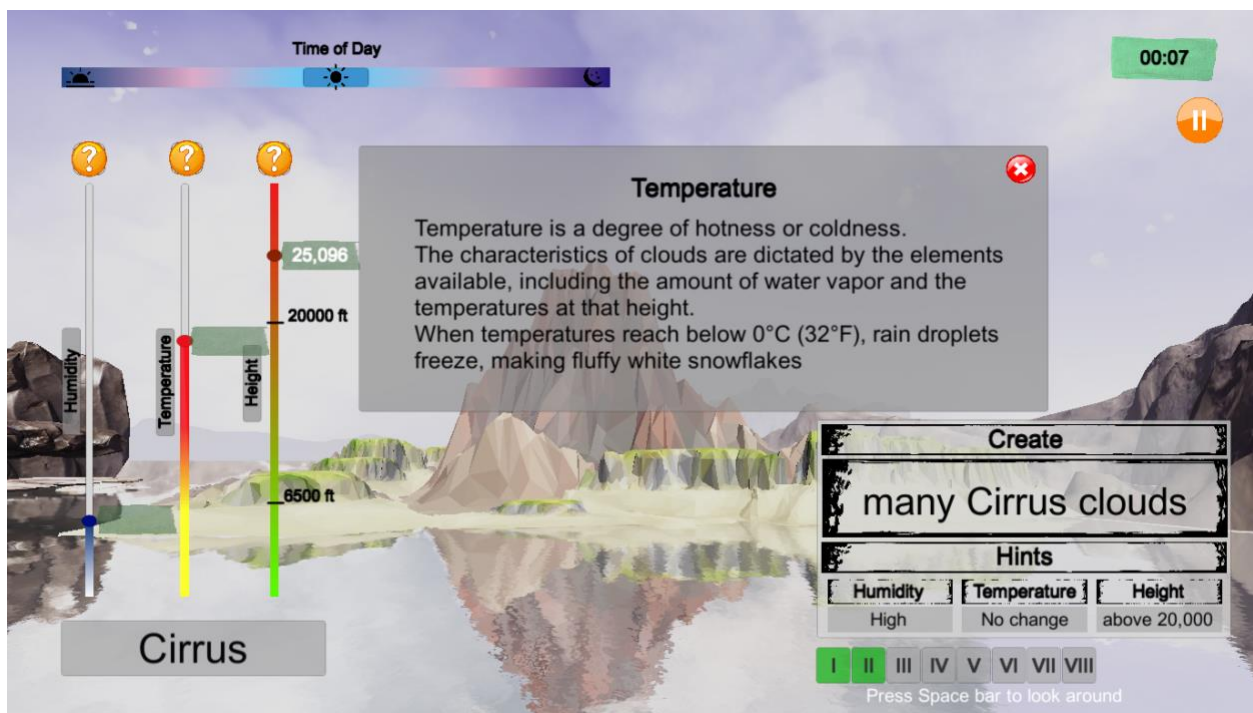 Time of Day
00:07
?
?
?
Temperature
Temperature is a degree of hotness or coldness.
The characteristics of clouds are dictated by the elements
available, including the amount of water vapor and the
temperatures at that height.
When temperatures reach below 0°C (32°F), rain droplets
freeze, making fluffy white snowflakes
25,096
20000 ft
Humidity
Temperature
Height
6500 ft
Create
many Cirrus clouds
Hints
Humidity Temperature Height
High No change above 20,000
Cirrus
I II III IV V VI VII VIII
Press Space bar to look around